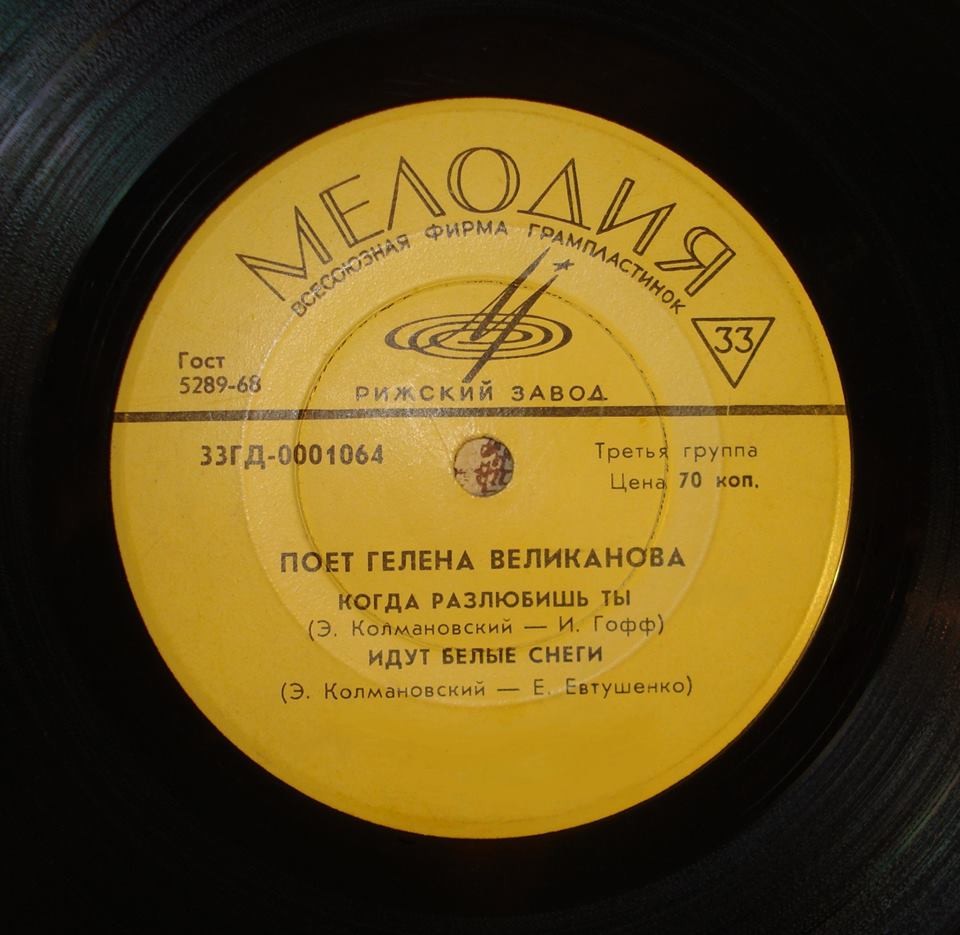 МЕЛОДИЯ
ВСЕСОЮЗНАЯ ФИРМА ГРАМПЛАСТИНОК
33
Гост
5289-68
РИЖСКИЙ ЗАВОД
33ГД-0001064
Третья группа
Цена 70 коп.
ПОЕТ ГЕЛЕНА ВЕЛИКАНОВА
КОГДА РАЗЛЮБИШЬ ТЫ
(Э. Колмановский — И. Гофф)
ИДУТ БЕЛЫЕ СНЕГИ
(Э. Колмановский — Е. Евтушенко)